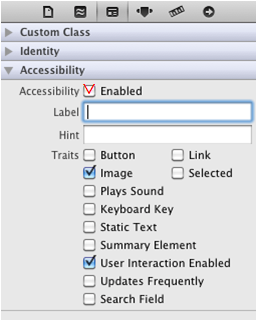 Custom Class
Identity
Accessibility
Accessibility Enabled
Label
Hint
Traits Button Link
Image Selected
Plays Sound
Keyboard Key
Static Text
Summary Element
User Interaction Enabled
Updates Frequently
Search Field